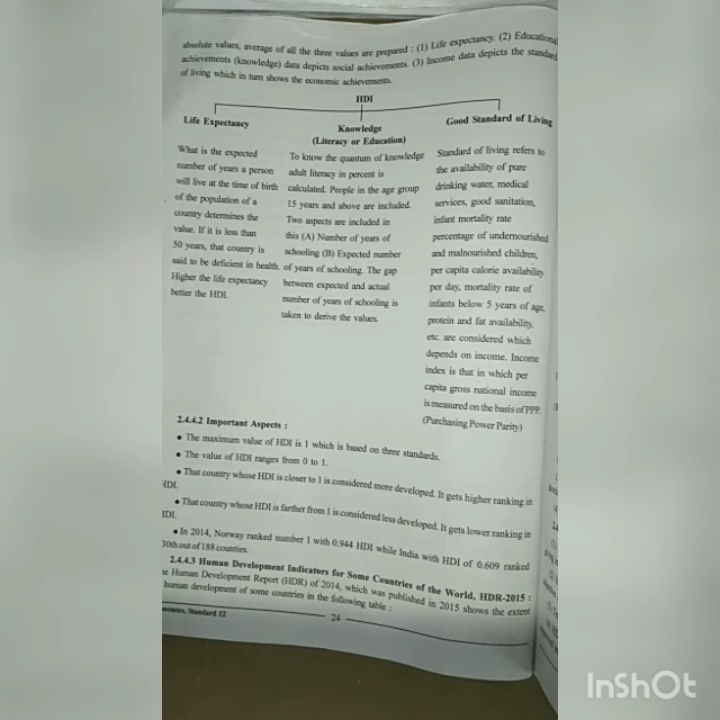 absolute values, average of all the three values are prepared : (1) Life expectancy. (2) Educational
achievements (knowledge) data depicts social achievements. (3) Income data depicts the standard
of living which in turn shows the economic achievements.
HDI
Life Expectancy
What is the expected
number of years a person
will live at the time of birth
of the population of a
country determines the
value. If it is less than
50 years, that country is
said to be deficient in health.
Higher the life expectancy
better the HDI.
Knowledge
(Literacy or Education)
To know the quantum of knowledge
adult literacy in percent is
calculated. People in the age group
15 years and above are included.
Two aspects are included in
this (A) Number of years of
schooling (B) Expected number
of years of schooling. The gap
between expected and actual
number of years of schooling is
taken to derive the values.
Good Standard of Living
Standard of living refers to
the availability of pure
drinking water, medical
services, good sanitation,
infant mortality rate
percentage of undernourished
and malnourished children,
per capita calorie availability
per day, mortality rate of
infants below 5 years of age,
protein and fat availability,
etc. are considered which
depends on income. Income
index is that in which per
capita gross national income
is measured on the basis of PPP.
(Purchasing Power Parity)
2.4.4.2 Important Aspects :
• The maximum value of HDI is 1 which is based on three standards.
• The value of HDI ranges from 0 to 1.
• That country whose HDI is closer to 1 is considered more developed. It gets higher ranking in
HDI.
• That country whose HDI is farther from 1 is considered less developed. It gets lower ranking in
HDI.
• In 2014, Norway ranked number 1 with 0.944 HDI while India with HDI of 0.609 ranked
30th out of 188 counties.
2.4.4.3 Human Development Indicators for Some Countries of the World, HDR-2015 :
Human Development Report (HDR) of 2014, which was published in 2015 shows the extent
human development of some countries in the following table :
Standard 12
24
InShOt